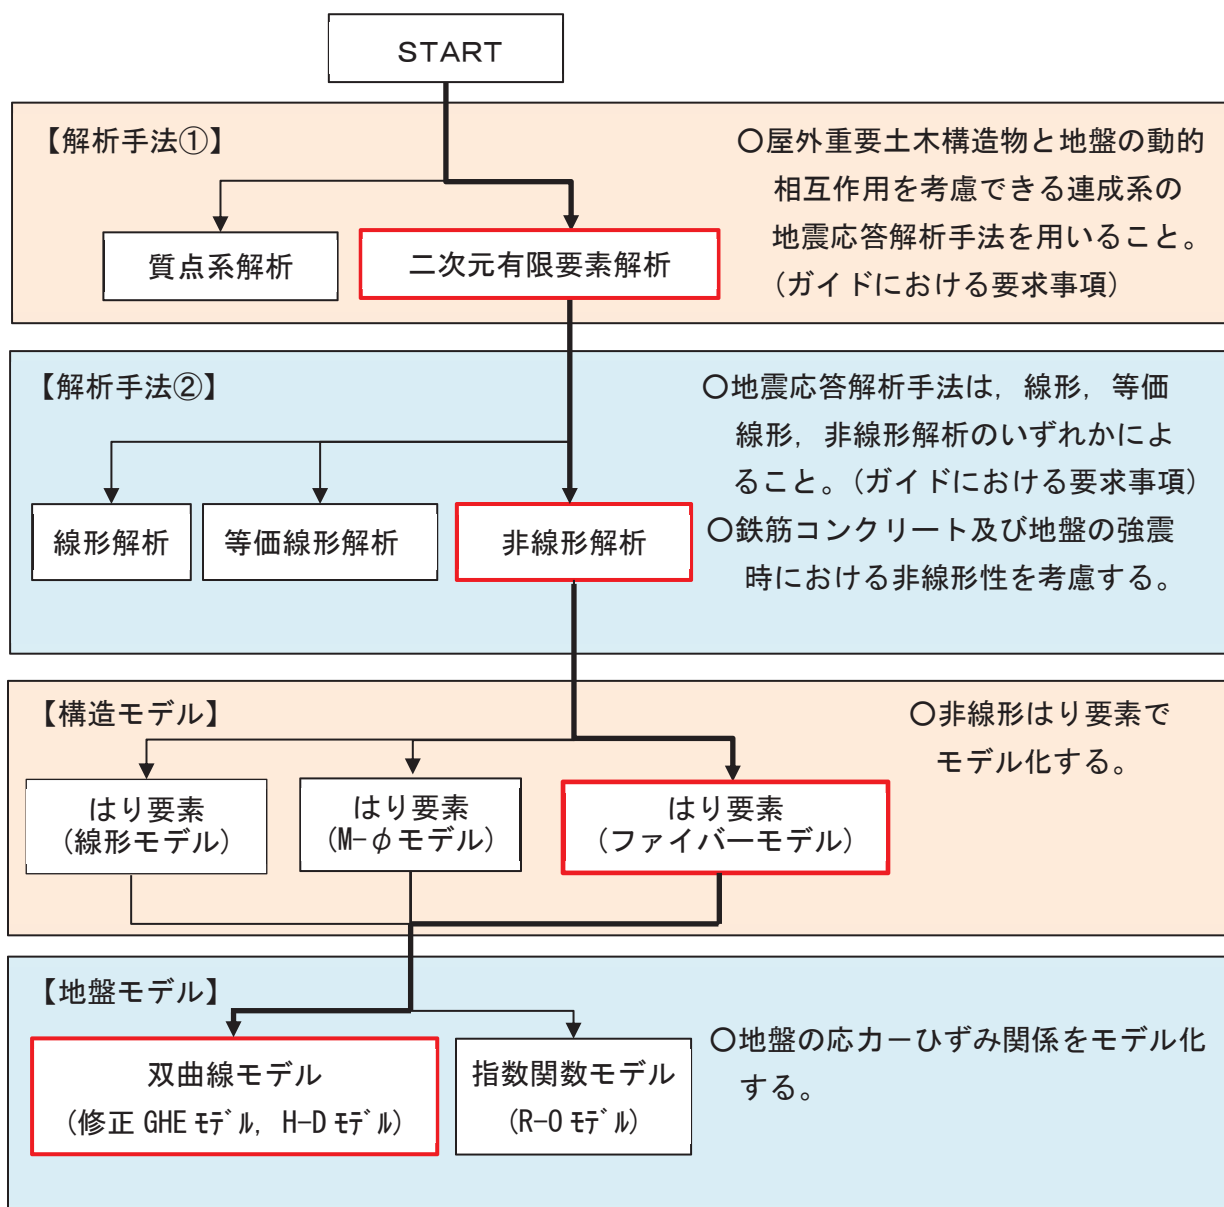 START
【解析手法①】
○屋外重要土木構造物と地盤の動的
相互作用を考慮できる連成系の
地震応答解析手法を用いること。
(ガイドにおける要求事項)
質点系解析
二次元有限要素解析
【解析手法②】
○地震応答解析手法は，線形，等価
線形，非線形解析のいずれかによ
ること。(ガイドにおける要求事項)
○鉄筋コンクリート及び地盤の強震
時における非線形性を考慮する。
線形解析
等価線形解析
非線形解析
【構造モデル】
○非線形はり要素で
モデル化する。
はり要素
(線形モデル)
はり要素
(M-φモデル)
はり要素
(ファイバーモデル)
【地盤モデル】
○地盤の応力－ひずみ関係をモデル化
する。
双曲線モデル
(修正 GHE ﾓﾃﾞﾙ，H-D ﾓﾃﾞﾙ)
指数関数モデル
(R-O ﾓﾃﾞﾙ)